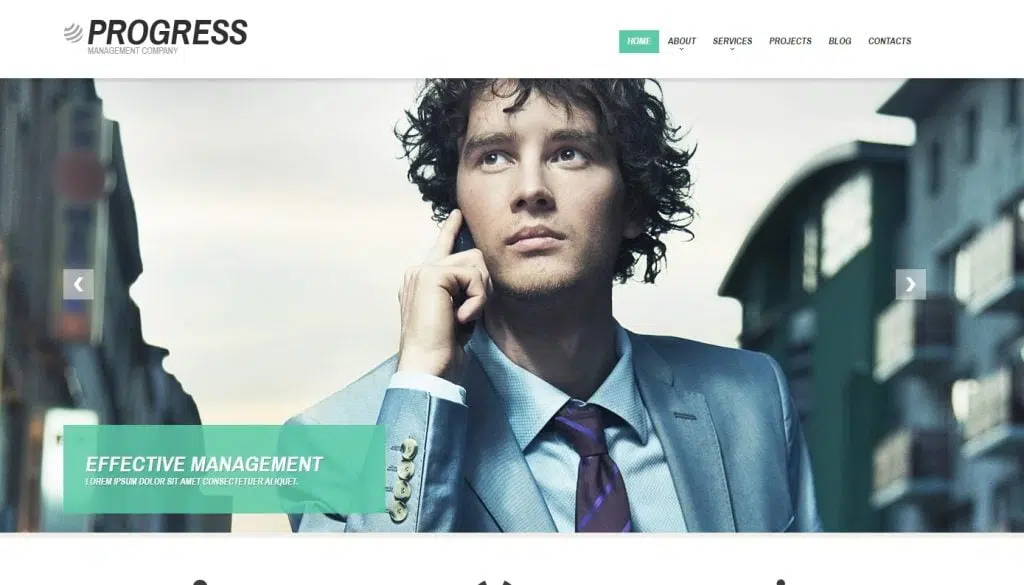 PROGRESS
MANAGEMENT COMPANY
HOME ABOUT SERVICES PROJECTS BLOG CONTACTS
EFFECTIVE MANAGEMENT
LOREM IPSUM DOLOR SIT AMET CONSECTETUER ALIQUET.